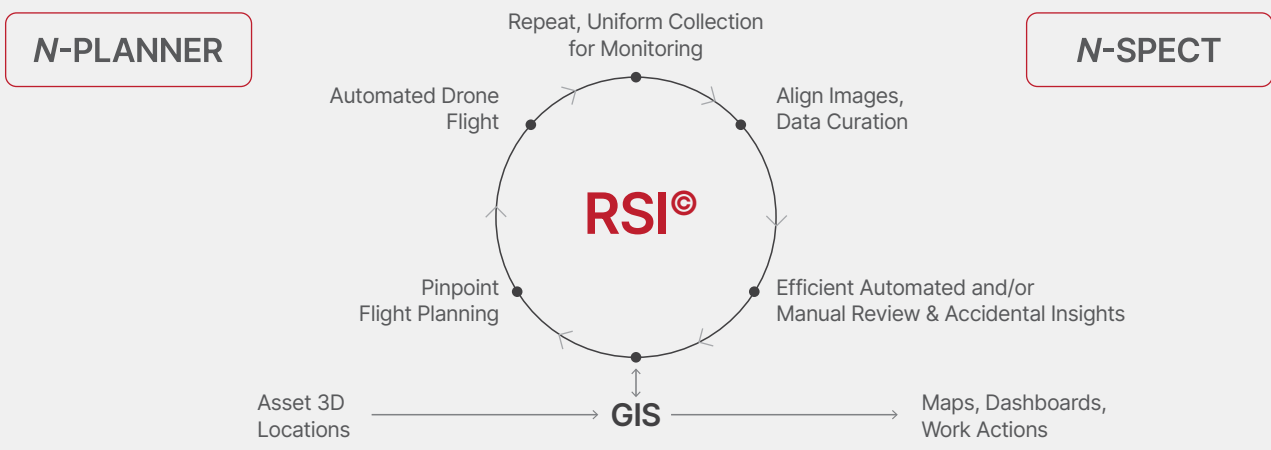 N-PLANNER
Repeat, Uniform Collection
for Monitoring
N-SPECT
Automated Drone
Flight
Align Images,
Data Curation
RSI©
Pinpoint
Flight Planning
Efficient Automated and/or
Manual Review & Accidental Insights
Asset 3D
Locations
GIS
Maps, Dashboards,
Work Actions